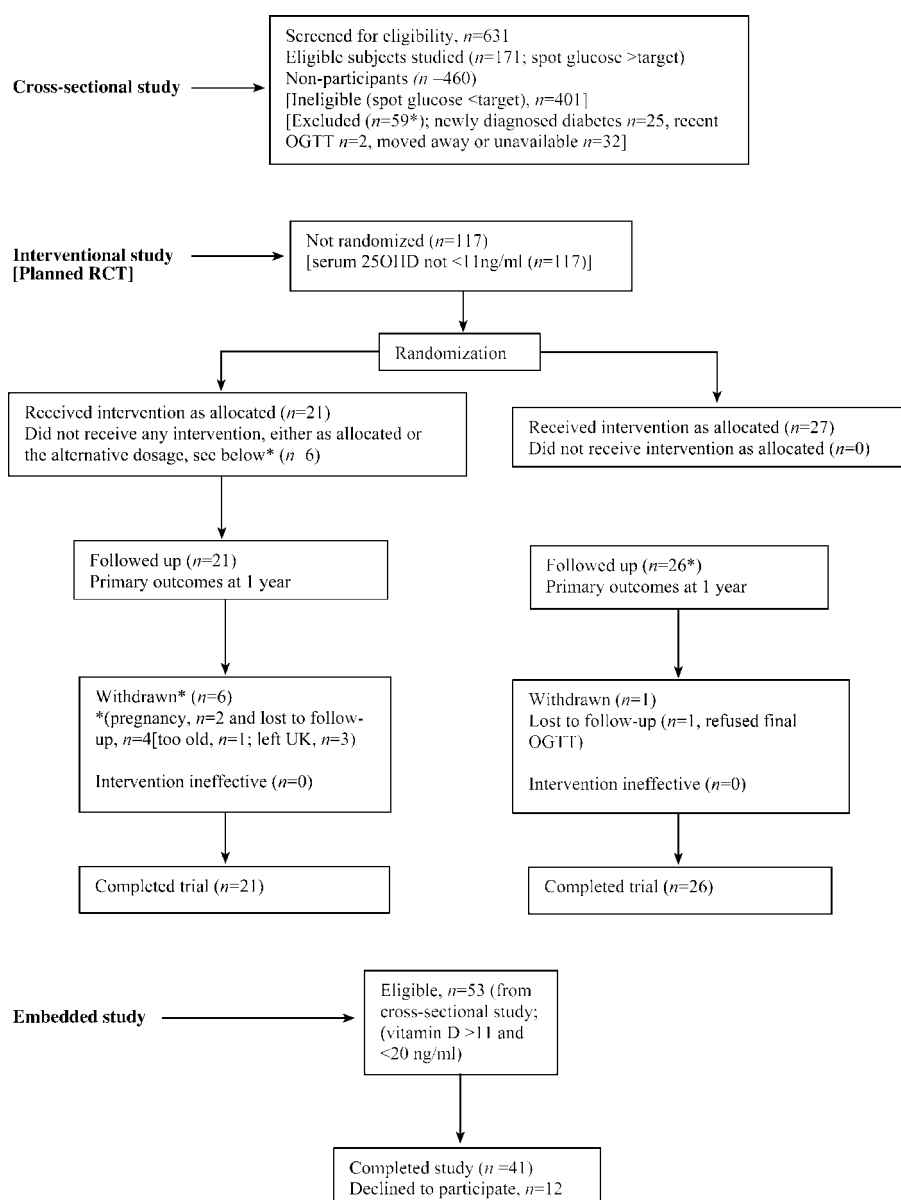 Cross-sectional study
Screened for eligibility, n=631
Eligible subjects studied (n=171; spot glucose >target)
Non-participants (n =460)
[Ineligible (spot glucose <target), n=401]
[Excluded (n=59*); newly diagnosed diabetes n=25, recent
OGTT n=2, moved away or unavailable n=32]
Interventional study
[Planned RCT]
Not randomized (n=117)
[serum 25OHD not <11ng/ml (n=117)]
Randomization
Received intervention as allocated (n=21)
Did not receive any intervention, either as allocated or
the alternative dosage, see below* (n 6)
Received intervention as allocated (n=27)
Did not receive intervention as allocated (n=0)
Followed up (n=21)
Primary outcomes at 1 year
Followed up (n=26*)
Primary outcomes at 1 year
Withdrawn* (n=6)
*(pregnancy, n=2 and lost to follow-
up, n=4[too old, n=1; left UK, n=3)
Intervention ineffective (n=0)
Withdrawn (n=1)
Lost to follow-up (n=1, refused final
OGTT)
Intervention ineffective (n=0)
Completed trial (n=21)
Completed trial (n=26)
Embedded study
Eligible, n=53 (from
cross-sectional study;
(vitamin D >11 and
<20 ng/ml)
Completed study (n =41)
Declined to participate, n=12